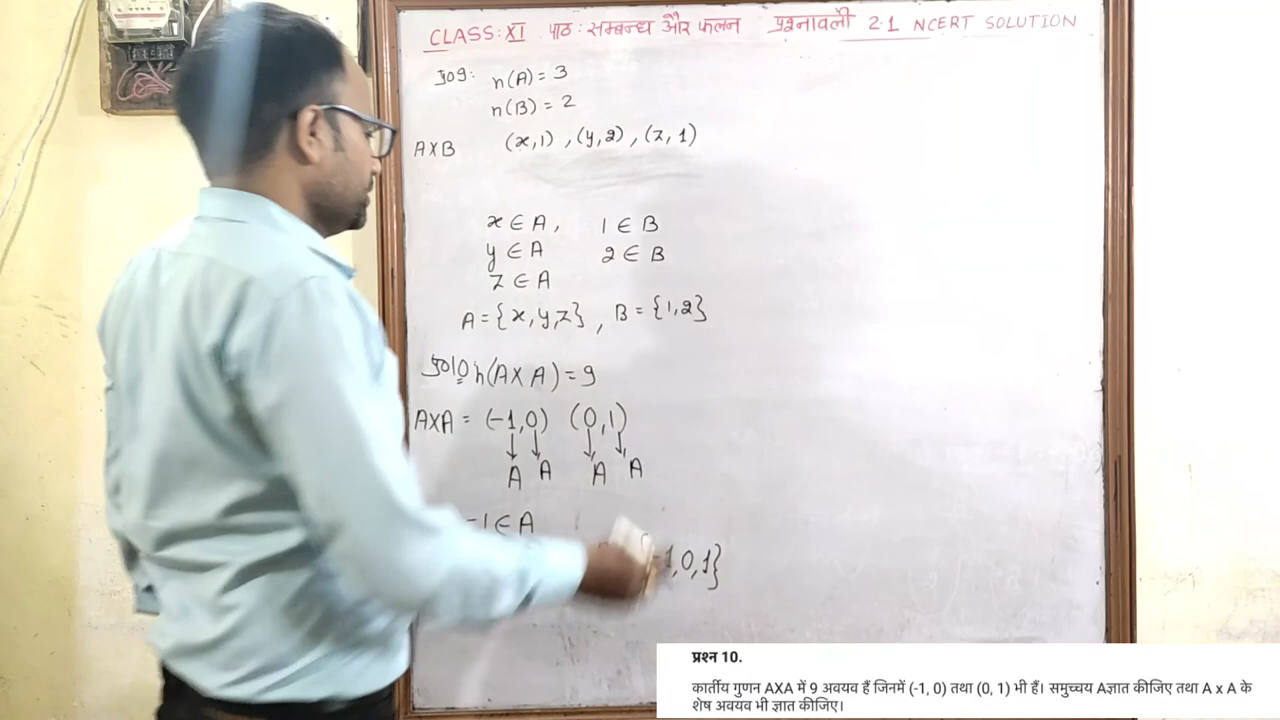 CLASS: XI पाठ : सम्बन्ध और फलन प्रश्नावली 2.1 NCERT SOLUTION
उ०9: n(A) = 3
n(B) = 2
A×B (x,1) , (y,2) , (z,1)
x ∈ A, 1 ∈ B
y ∈ A 2 ∈ B
z ∈ A
A = {x,y,z} , B = {1,2}
उ०10 n(A×A) = 9
A×A = (-1,0) (0,1)
↓ ↓ ↓ ↓
A A A A
-1 ∈ A
1,0,1}
प्रश्न 10.
कार्तीय गुणन AXA में 9 अवयव हैं जिनमें (-1, 0) तथा (0, 1) भी हैं। समुच्चय Aज्ञात कीजिए तथा A x A के
शेष अवयव भी ज्ञात कीजिए।